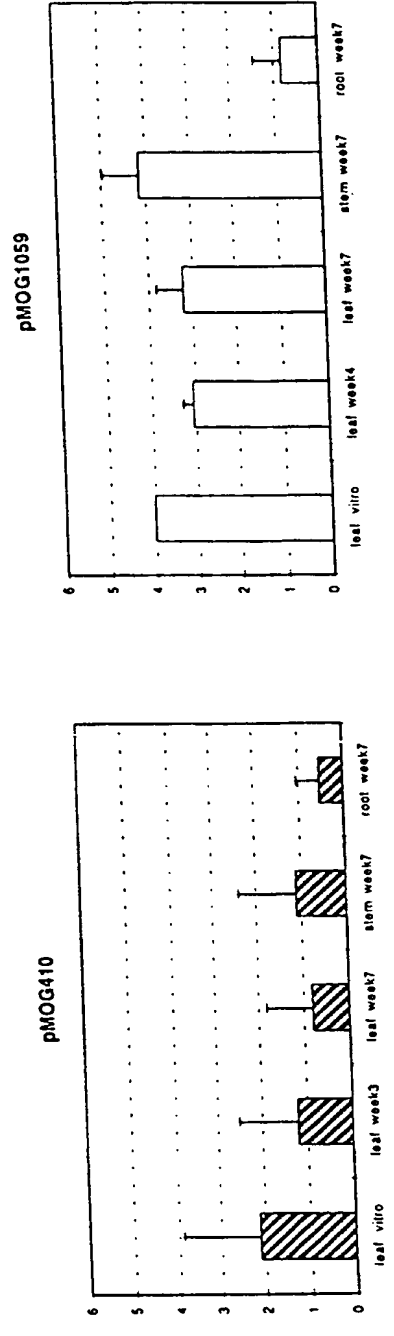 pMOG410
6
5
4
3
2
1
0
leaf vitro
leaf week3
leaf week7
stem week7
root week7
pMOG1059
6
5
4
3
2
1
0
leaf vitro
leaf week4
leaf week7
stem week7
root week7